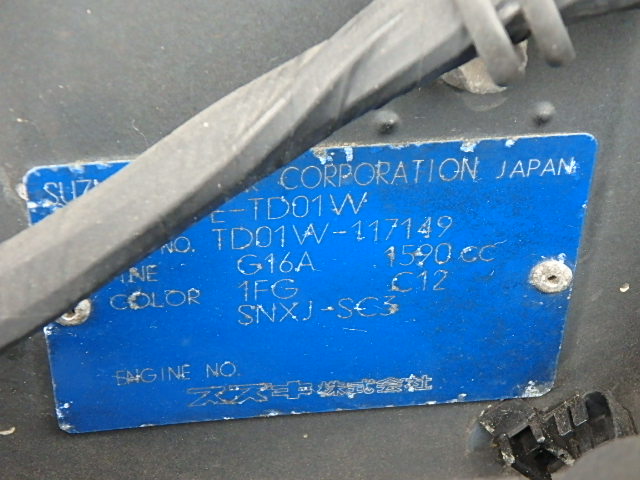 CORPORATION JAPAN
E-TD01W
NO. TD01W-117149
G16A 1590 cc
COLOR 1FG C12
SNXJ-SC3
ENGINE NO.
スズキ株式会社